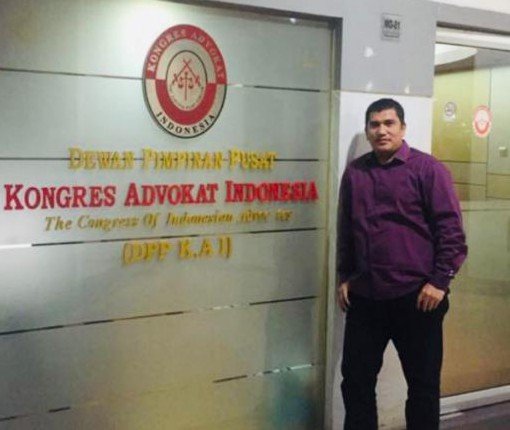 KONGRES ADVOKAT
INDONESIA
DEWAN PIMPINAN PUSAT
KONGRES ADVOKAT INDONESIA
The Congress Of Indonesian
(DPP K.A I)